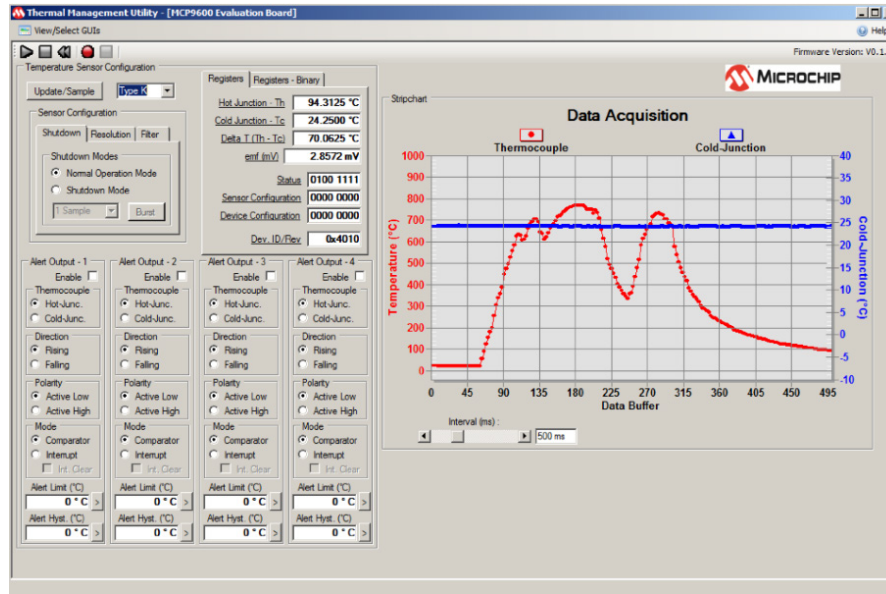 Thermal Management Utility - [MCP9600 Evaluation Board]
View/Select GUIs
Help
Firmware Version: V0.1.
Temperature Sensor Configuration
Update/Sample
Type K
Sensor Configuration
Shutdown
Resolution
Filter
Shutdown Modes
Normal Operation Mode
Shutdown Mode
1 Sample
Burst
Registers
Registers - Binary
Hot Junction - Th
94.3125 °C
Cold Junction - Tc
24.2500 °C
Delta T (Th - Tc)
70.0625 °C
emf (mV)
2.8572 mV
Status
0100 1111
Sensor Configuration
0000 0000
Device Configuration
0000 0000
Dev. ID/Rev
0x4010
Alert Output - 1
Enable
Thermocouple
Hot-Junc.
Cold-Junc.
Direction
Rising
Falling
Polarity
Active Low
Active High
Mode
Comparator
Interrupt
Int. Clear
Alert Limit (°C)
0 ° C >
Alert Hyst. (°C)
0 ° C >
Alert Output - 2
Enable
Thermocouple
Hot-Junc.
Cold-Junc.
Direction
Rising
Falling
Polarity
Active Low
Active High
Mode
Comparator
Interrupt
Int. Clear
Alert Limit (°C)
0 ° C >
Alert Hyst. (°C)
0 ° C >
Alert Output - 3
Enable
Thermocouple
Hot-Junc.
Cold-Junc.
Direction
Rising
Falling
Polarity
Active Low
Active High
Mode
Comparator
Interrupt
Int. Clear
Alert Limit (°C)
0 ° C >
Alert Hyst. (°C)
0 ° C >
Alert Output - 4
Enable
Thermocouple
Hot-Junc.
Cold-Junc.
Direction
Rising
Falling
Polarity
Active Low
Active High
Mode
Comparator
Interrupt
Int. Clear
Alert Limit (°C)
0 ° C >
Alert Hyst. (°C)
0 ° C >
MICROCHIP
Stripchart
Data Acquisition
Thermocouple
Cold-Junction
Temperature (°C)
1000
900
800
700
600
500
400
300
200
100
0
40
35
30
25
20
15
10
5
0
-5
-10
Cold-Junction (°C)
0 45 90 135 180 225 270 315 360 405 450 495
Data Buffer
Interval (ms) :
500 ms